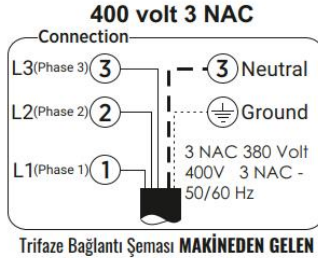 400 volt 3 NAC
Connection
L3(Phase 3) 3
3 Neutral
L2(Phase 2) 2
Ground
L1(Phase 1) 1
3 NAC 380 Volt
400V 3 NAC -
50/60 Hz
Trifaze Bağlantı Şeması MAKİNEDEN GELEN